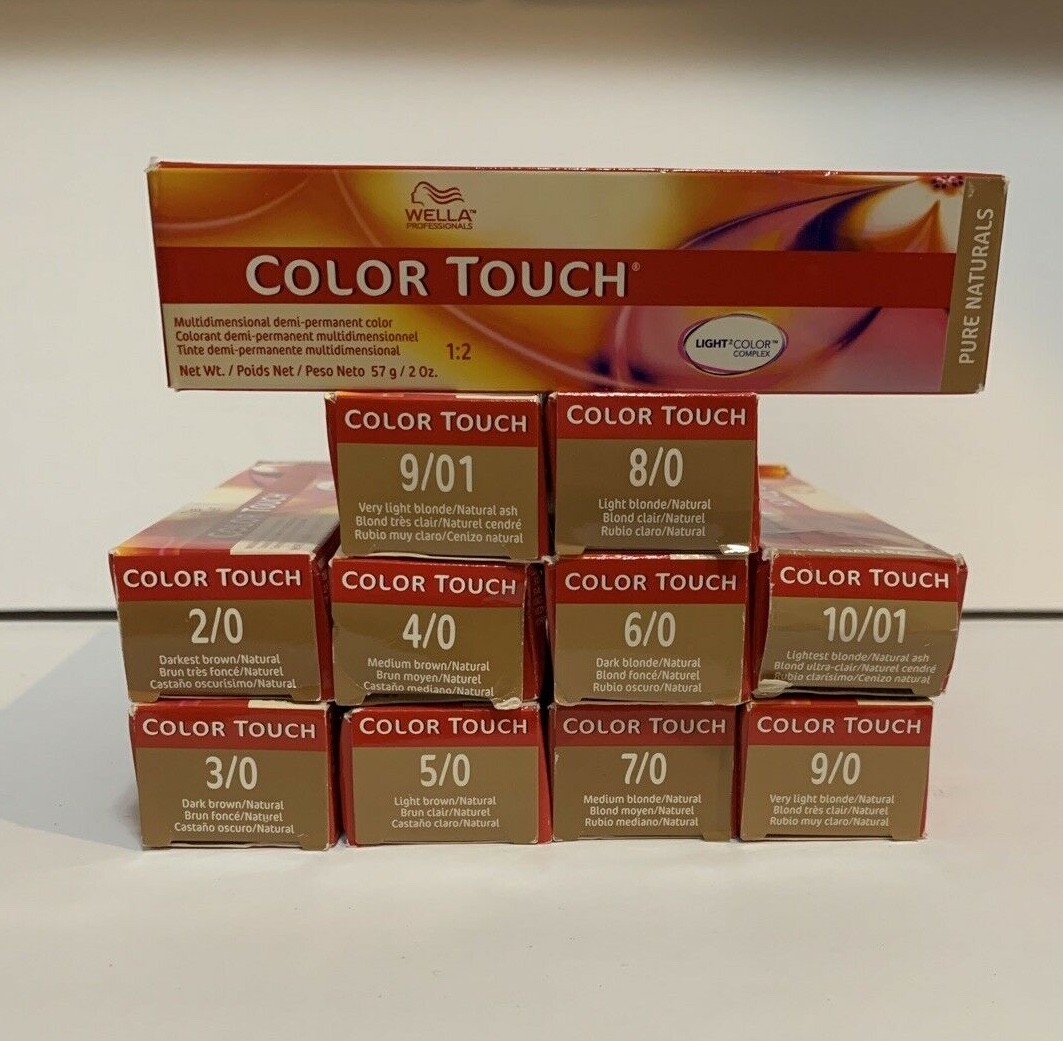 WELLA™
PROFESSIONALS
COLOR TOUCH®
Multidimensional demi-permanent color
Colorant demi-permanent multidimensionnel
Tinte demi-permanente multidimensional
1:2
Net Wt. / Poids Net / Peso Neto 57 g / 2 Oz.
LIGHT²COLOR™
COMPLEX
PURE NATURALS
COLOR TOUCH
9/01
Very light blonde/Natural ash
Blond très clair/Naturel cendré
Rubio muy claro/Cenizo natural
COLOR TOUCH
8/0
Light blonde/Natural
Blond clair/Naturel
Rubio claro/Natural
COLOR TOUCH
2/0
Darkest brown/Natural
Brun très foncé/Naturel
Castaño oscurísimo/Natural
COLOR TOUCH
4/0
Medium brown/Natural
Brun moyen/Naturel
Castaño mediano/Natural
COLOR TOUCH
6/0
Dark blonde/Natural
Blond foncé/Naturel
Rubio oscuro/Natural
COLOR TOUCH
10/01
Lightest blonde/Natural ash
Blond ultra-clair/Naturel cendré
Rubio clarísimo/Cenizo natural
COLOR TOUCH
3/0
Dark brown/Natural
Brun foncé/Naturel
Castaño oscuro/Natural
COLOR TOUCH
5/0
Light brown/Natural
Brun clair/Naturel
Castaño claro/Natural
COLOR TOUCH
7/0
Medium blonde/Natural
Blond moyen/Naturel
Rubio mediano/Natural
COLOR TOUCH
9/0
Very light blonde/Natural
Blond très clair/Naturel
Rubio muy claro/Natural